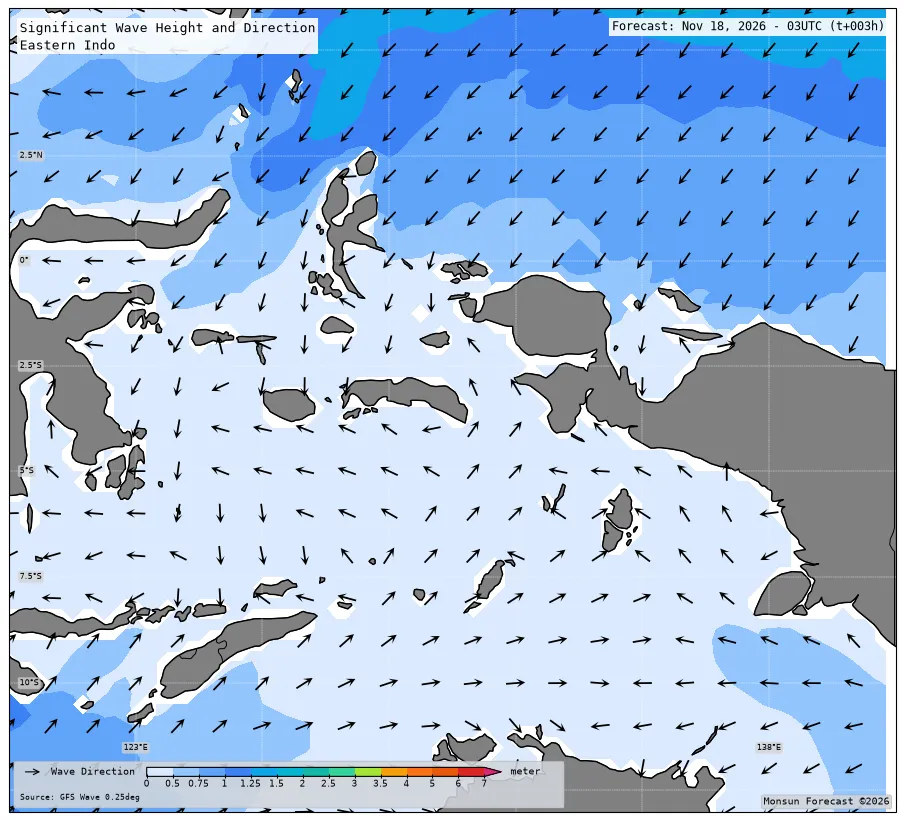 Significant Wave Height and Direction
Eastern Indo
Forecast: Nov 18, 2026 - 03UTC (t+003h)
2.5°N
0°
2.5°S
5°S
7.5°S
10°S
123°E
138°E
Wave Direction
meter
0 0.5 0.75 1 1.25 1.5 2 2.5 3 3.5 4 5 6 7
Source: GFS Wave 0.25deg
Monsun Forecast ©2026